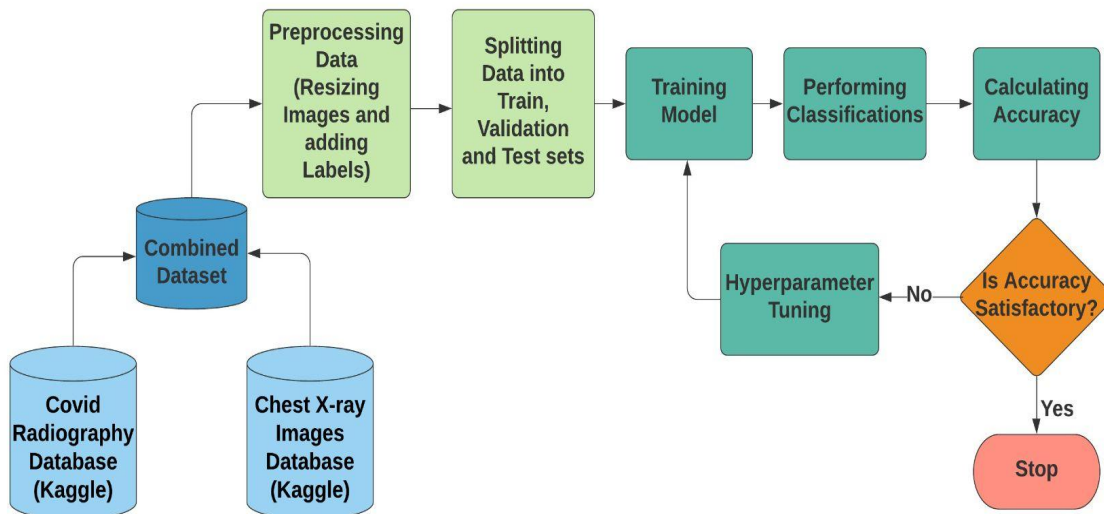 Preprocessing
Data
(Resizing
Images and
adding
Labels)
Splitting
Data into
Train,
Validation
and Test sets
Training
Model
Performing
Classifications
Calculating
Accuracy
Combined
Dataset
Hyperparameter
Tuning
No
Is Accuracy
Satisfactory?
Covid
Radiography
Database
(Kaggle)
Chest X-ray
Images
Database
(Kaggle)
Yes
Stop